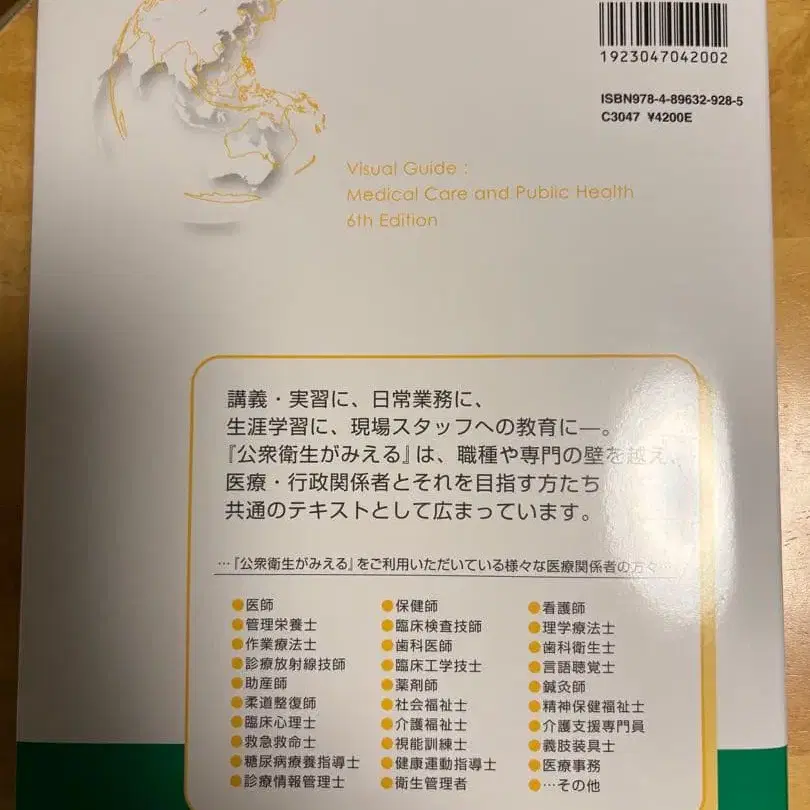 1923047042002
ISBN978-4-89632-928-5
C3047 ¥4200E
Visual Guide :
Medical Care and Public Health
6th Edition
講義・実習に、日常業務に、
生涯学習に、現場スタッフへの教育に―。
『公衆衛生がみえる』は、職種や専門の壁を越え、
医療・行政関係者とそれを目指す方たち
共通のテキストとして広まっています。
…『公衆衛生がみえる』をご利用いただいている様々な医療関係者の方々…
●医師 ●保健師 ●看護師
●管理栄養士 ●臨床検査技師 ●理学療法士
●作業療法士 ●歯科医師 ●歯科衛生士
●診療放射線技師 ●臨床工学技士 ●言語聴覚士
●助産師 ●薬剤師 ●鍼灸師
●柔道整復師 ●社会福祉士 ●精神保健福祉士
●臨床心理士 ●介護福祉士 ●介護支援専門員
●救急救命士 ●視能訓練士 ●義肢装具士
●糖尿病療養指導士 ●健康運動指導士 ●医療事務
●診療情報管理士 ●衛生管理者 ●…その他